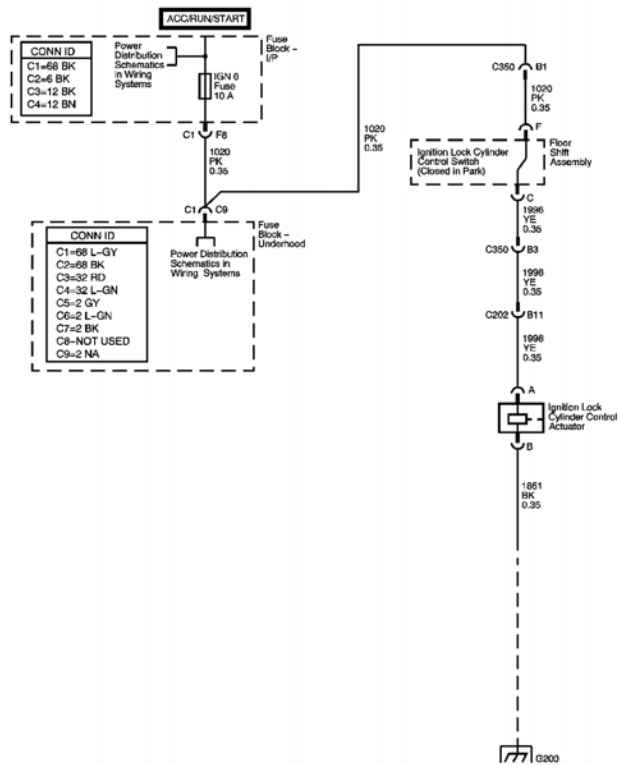 ACC/RUN/START
CONN ID
C1=68 BK
C2=6 BK
C3=12 BK
C4=12 BN
Power
Distribution
Schematics
in Wiring
Systems
IGN 0
Fuse
10 A
Fuse
Block –
I/P
C1
F8
1020
PK
0.35
C1
C9
CONN ID
C1=68 L-GY
C2=68 BK
C3=32 RD
C4=32 L-GN
C5=2 GY
C6=2 L-GN
C7=2 BK
C8-NOT USED
C9=2 NA
Power Distribution
Schematics in
Wiring Systems
Fuse
Block –
Underhood
1020
PK
0.35
C350
B1
1020
PK
0.35
F
Ignition Lock Cylinder
Control Switch
(Closed in Park)
Floor
Shift
Assembly
C
1996
YE
0.35
C350
B3
1996
YE
0.35
C202
B11
1996
YE
0.35
A
Ignition Lock
Cylinder Control
Actuator
B
1851
BK
0.35
G200